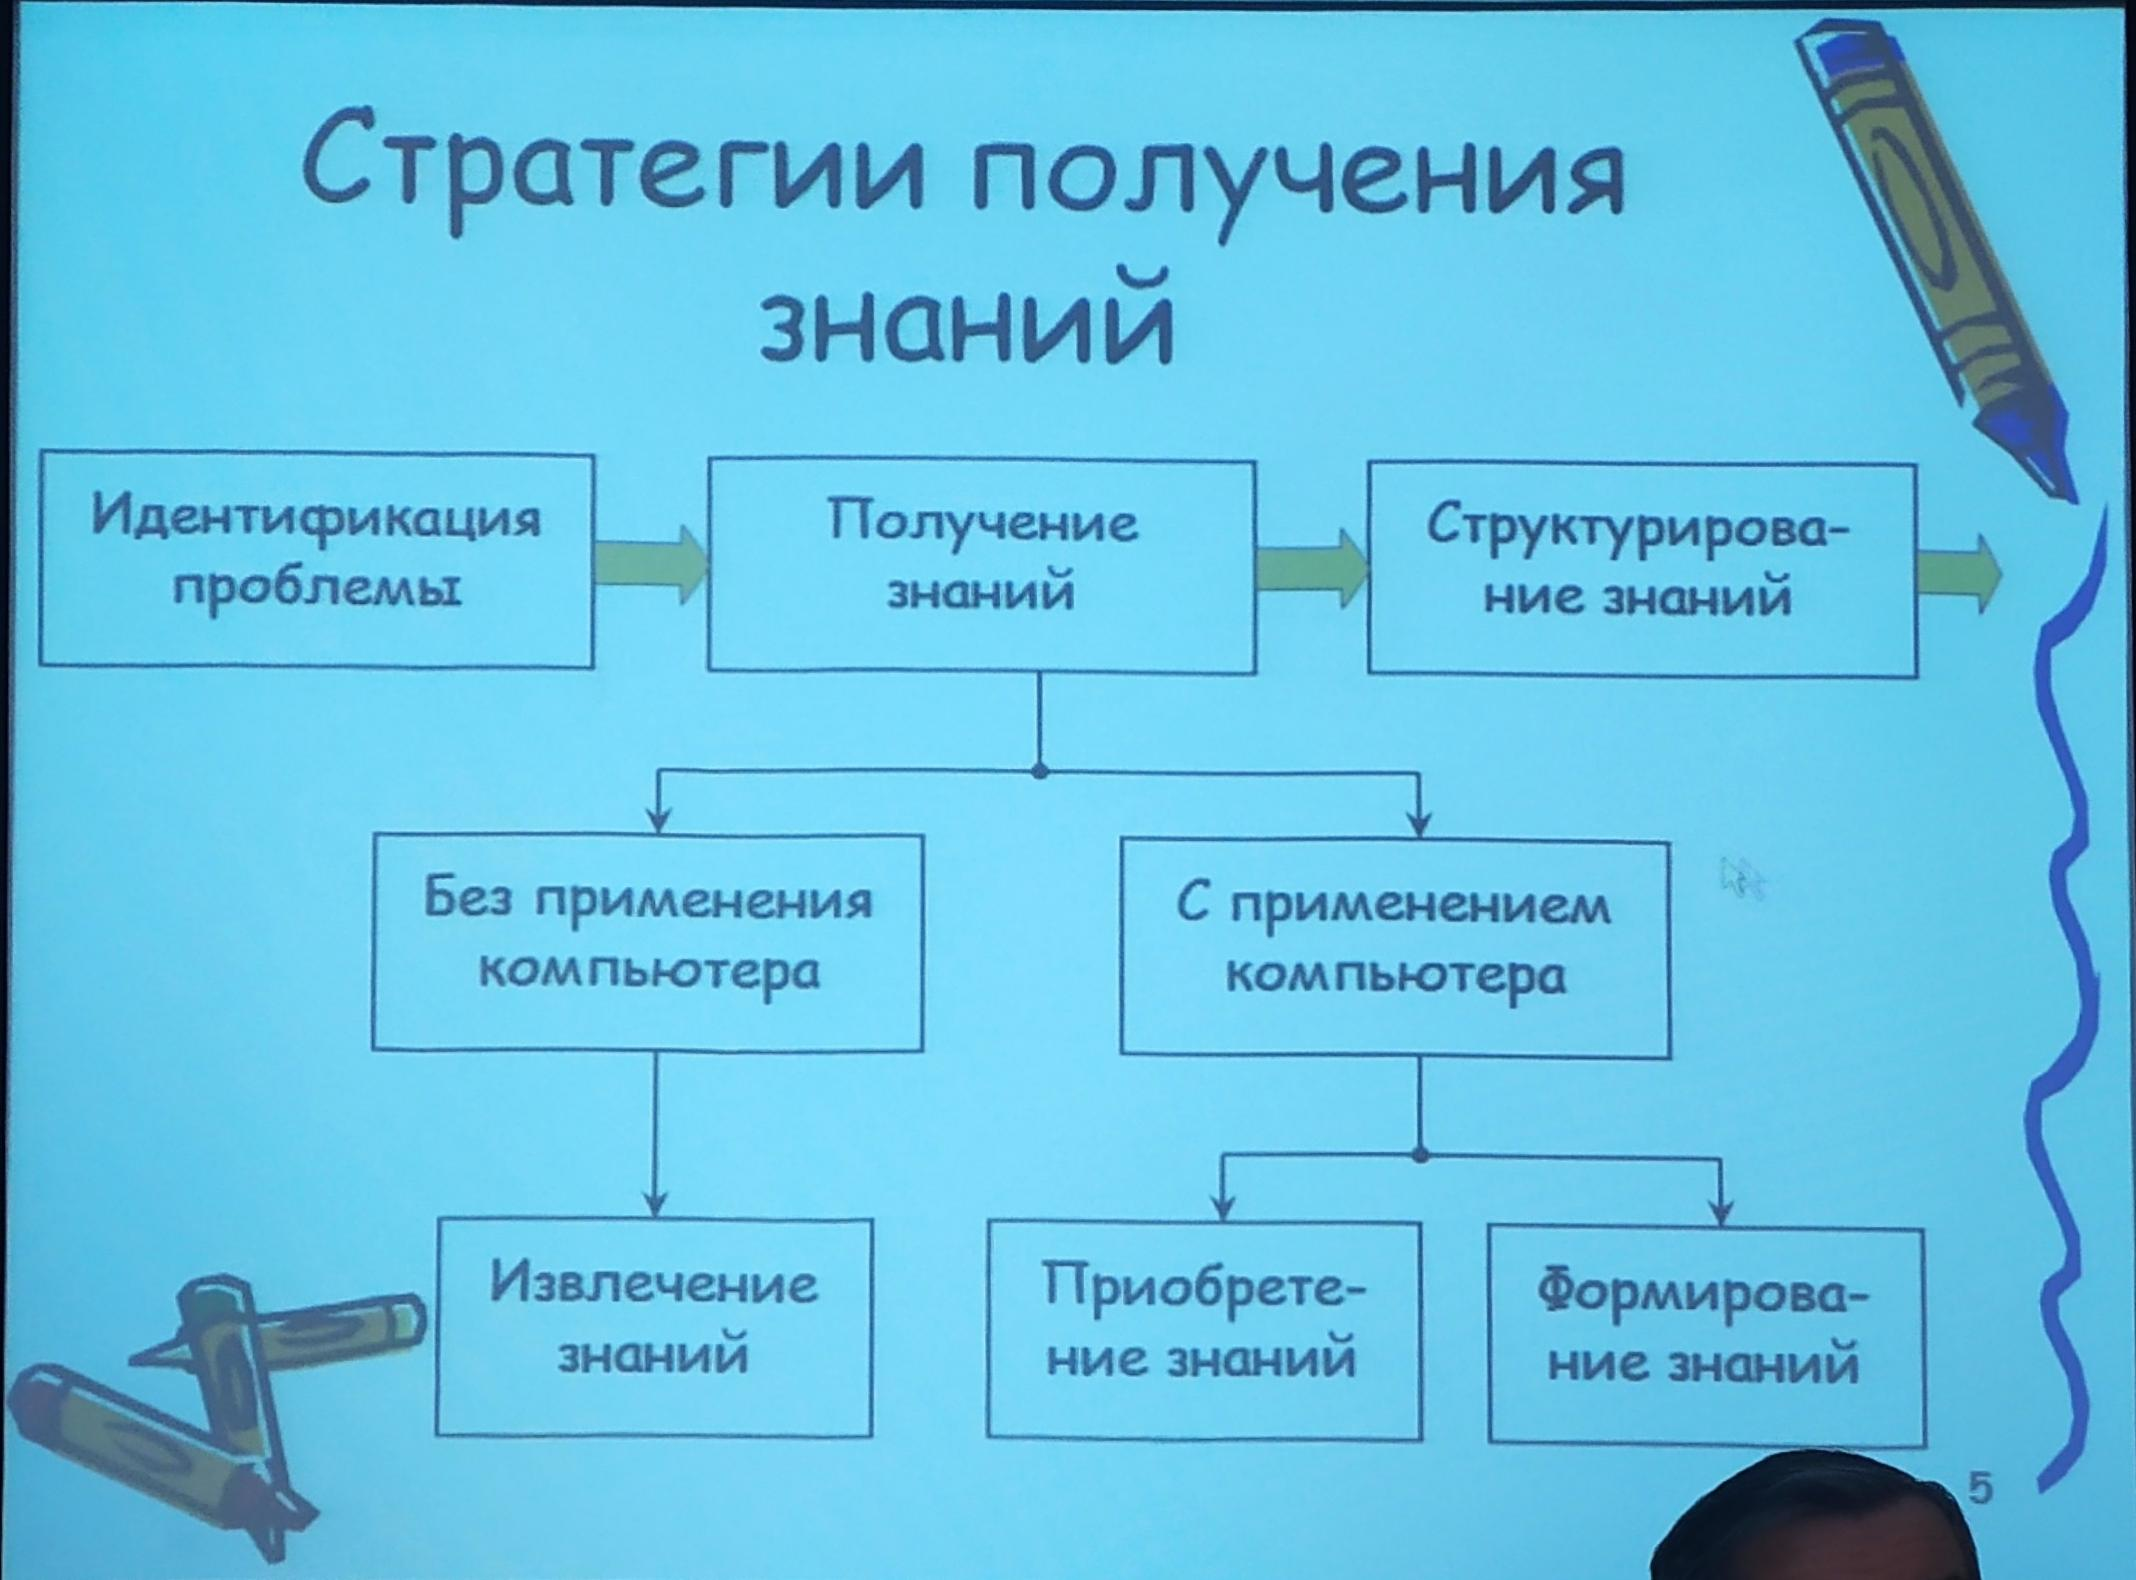 Стратегии получения
знаний
Идентификация
проблемы
Получение
знаний
Структурирова-
ние знаний
Без применения
компьютера
С применением
компьютера
Извлечение
знаний
Приобрете-
ние знаний
Формирова-
ние знаний
5